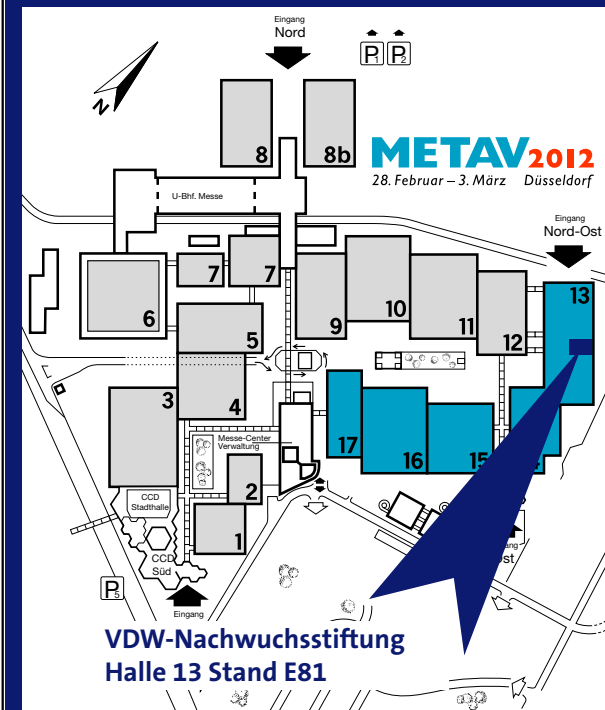 Eingang
Nord
P1 P2
N
8
8b
METAV 2012
28. Februar – 3. März Düsseldorf
U-Bhf. Messe
Eingang
Nord-Ost
7
7
6
5
9
10
11
12
13
3
4
Messe-Center
Verwaltung
17
16
15
2
1
CCD
Stadthalle
CCD
Süd
P5
Eingang
VDW-Nachwuchsstiftung
Halle 13 Stand E81